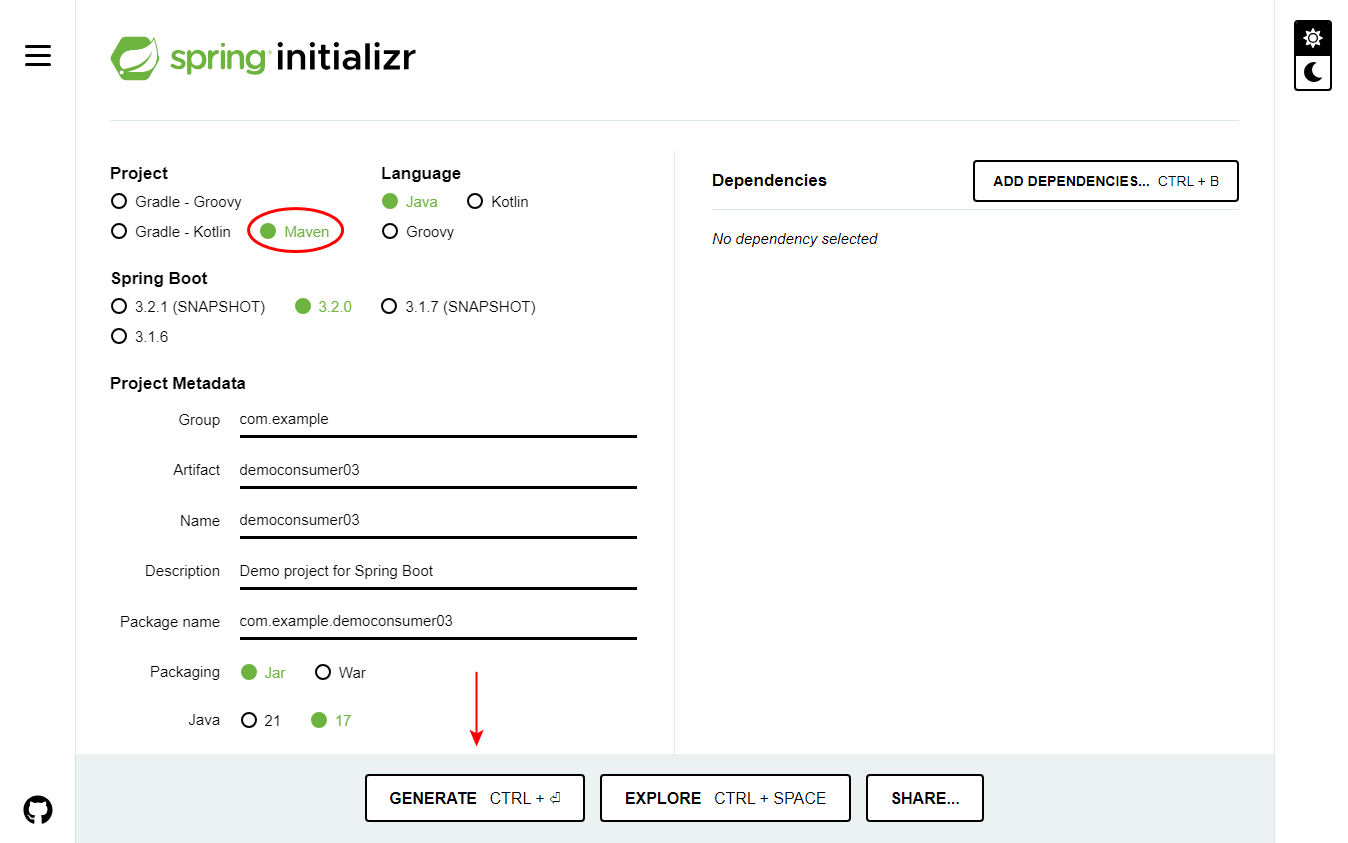 spring initializr
Project
Gradle - Groovy
Gradle - Kotlin Maven
Language
Java Kotlin
Groovy
Spring Boot
3.2.1 (SNAPSHOT) 3.2.0 3.1.7 (SNAPSHOT)
3.1.6
Project Metadata
Group com.example
Artifact democonsumer03
Name democonsumer03
Description Demo project for Spring Boot
Package name com.example.democonsumer03
Packaging Jar War
Java 21 17
Dependencies ADD DEPENDENCIES... CTRL + B
No dependency selected
GENERATE CTRL + ⏎ EXPLORE CTRL + SPACE SHARE...